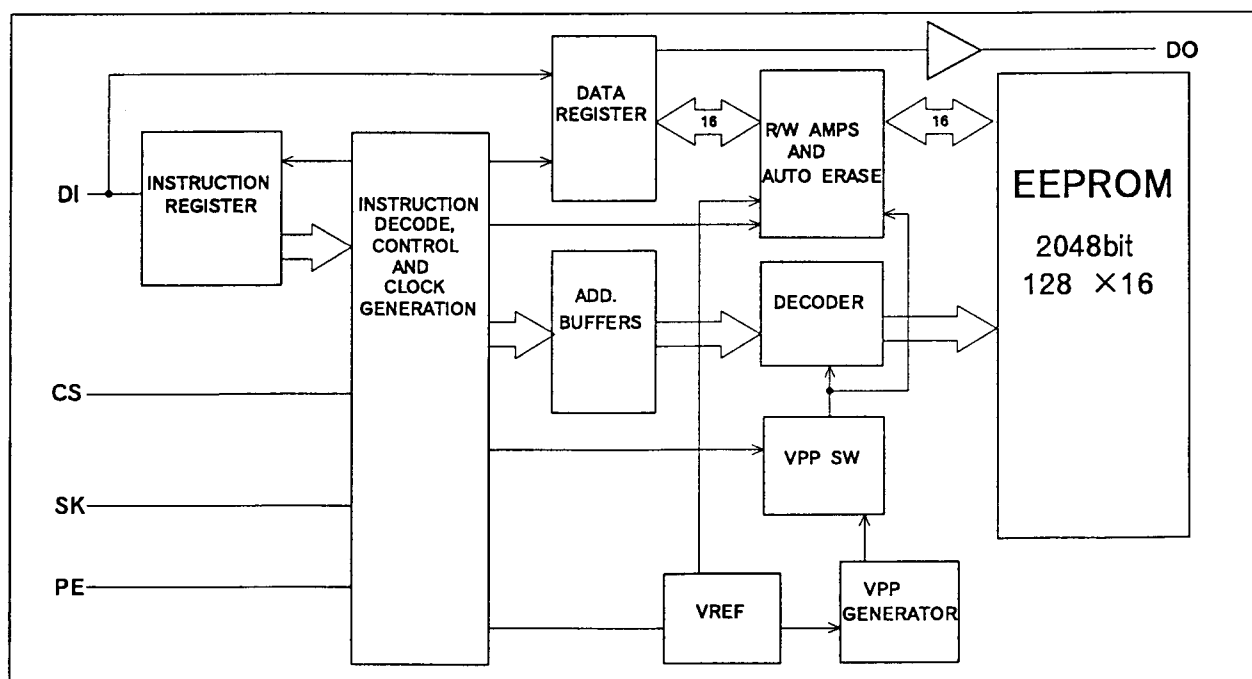 DO
DATA
REGISTER
16
R/W AMPS
AND
AUTO ERASE
16
DI
INSTRUCTION
REGISTER
INSTRUCTION
DECODE,
CONTROL
AND
CLOCK
GENERATION
EEPROM
2048bit
128 ×16
ADD.
BUFFERS
DECODER
CS
VPP SW
SK
PE
VREF
VPP
GENERATOR